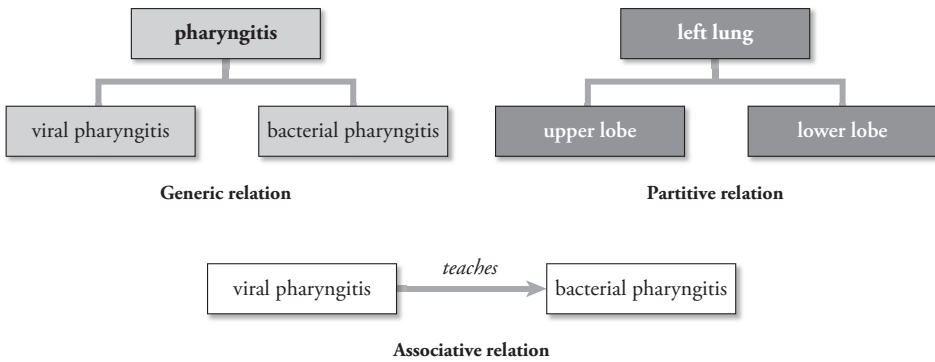 pharyngitis
left lung
viral pharyngitis
bacterial pharyngitis
upper lobe
lower lobe
Generic relation
Partitive relation
teaches
viral pharyngitis
bacterial pharyngitis
Associative relation